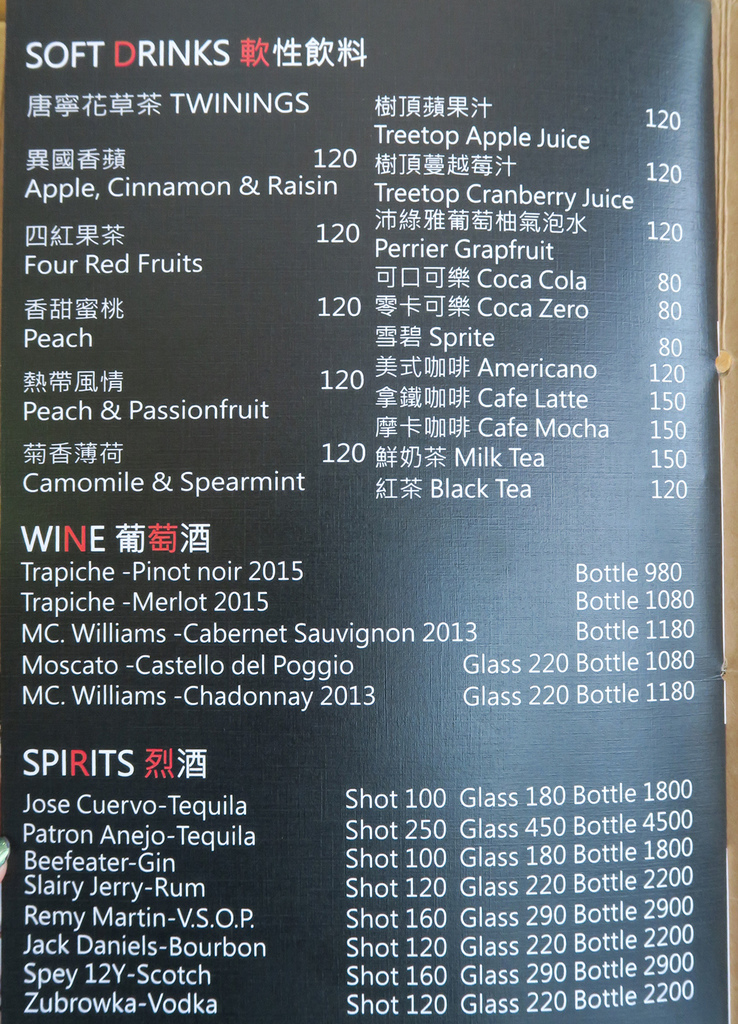 SOFT DRINKS 軟性飲料
唐寧花草茶 TWININGS
異國香蘋 120
Apple, Cinnamon & Raisin
四紅果茶 120
Four Red Fruits
香甜蜜桃 120
Peach
熱帶風情 120
Peach & Passionfruit
菊香薄荷 120
Camomile & Spearmint
樹頂蘋果汁 120
Treetop Apple Juice
樹頂蔓越莓汁 120
Treetop Cranberry Juice
沛綠雅葡萄柚氣泡水 120
Perrier Grapfruit
可口可樂 Coca Cola 80
零卡可樂 Coca Zero 80
雪碧 Sprite 80
美式咖啡 Americano 120
拿鐵咖啡 Cafe Latte 150
摩卡咖啡 Cafe Mocha 150
鮮奶茶 Milk Tea 150
紅茶 Black Tea 120
WINE 葡萄酒
Trapiche -Pinot noir 2015 Bottle 980
Trapiche -Merlot 2015 Bottle 1080
MC. Williams -Cabernet Sauvignon 2013 Bottle 1180
Moscato -Castello del Poggio Glass 220 Bottle 1080
MC. Williams -Chadonnay 2013 Glass 220 Bottle 1180
SPIRITS 烈酒
Jose Cuervo-Tequila Shot 100 Glass 180 Bottle 1800
Patron Anejo-Tequila Shot 250 Glass 450 Bottle 4500
Beefeater-Gin Shot 100 Glass 180 Bottle 1800
Slairy Jerry-Rum Shot 120 Glass 220 Bottle 2200
Remy Martin-V.S.O.P. Shot 160 Glass 290 Bottle 2900
Jack Daniels-Bourbon Shot 120 Glass 220 Bottle 2200
Spey 12Y-Scotch Shot 160 Glass 290 Bottle 2900
Zubrowka-Vodka Shot 120 Glass 220 Bottle 2200